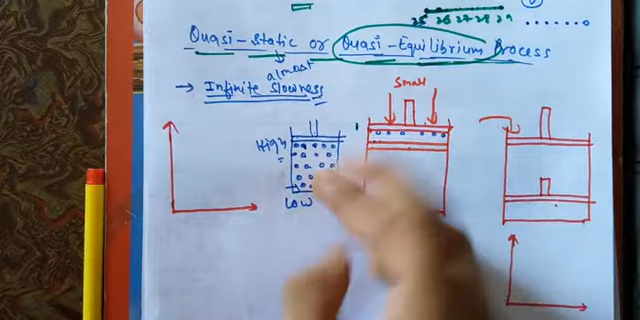 25 26 27 28 29
Quasi-Static or Quasi-Equilibrium Process
almost
→ Infinite Slowness
Small
High
Low